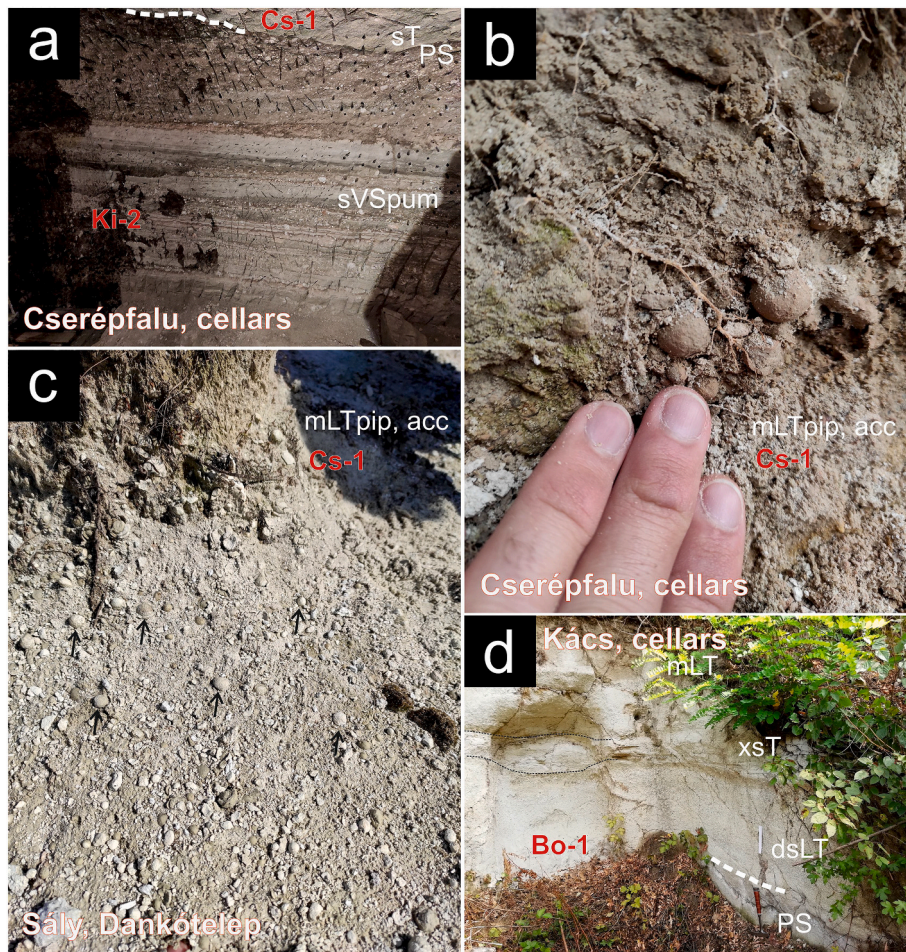 a
Cs-1
sT
PS
sVSpum
Ki-2
Cserépfalu, cellars
b
mLTpip, acc
Cs-1
Cserépfalu, cellars
c
mLTpip, acc
Cs-1
Sály, Dankótelep
d
Kács, cellars
mLT
xsT
Bo-1
dsLT
PS